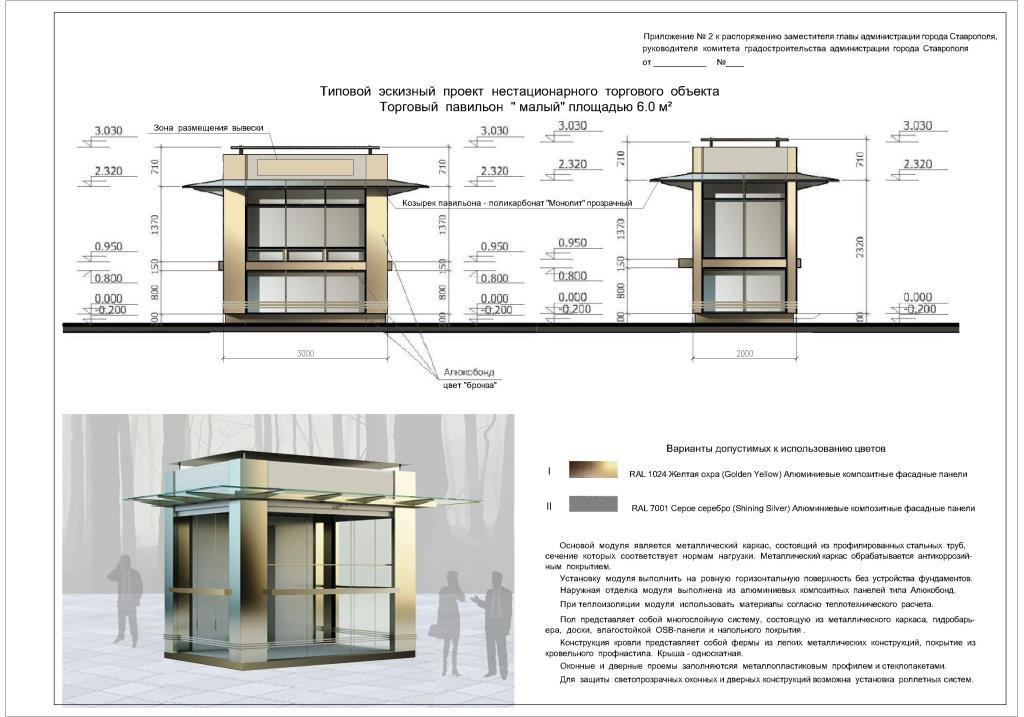 Приложение № 2 к распоряжению заместителя главы администрации города Ставрополя,
руководителя комитета градостроительства администрации города Ставрополя
от ____________ №____
Типовой эскизный проект нестационарного торгового объекта
Торговый павильон " малый" площадью 6.0 м²
Зона размещения вывески
3.030
2.320
0.950
0.800
0.000
-0.200
710
1370
150
800
3.030
2.320
0.950
0.800
0.000
-0.200
710
1370
150
800
200
3000
Козырек павильона - поликарбонат "Монолит" прозрачный
3.030
2.320
0.950
0.800
0.000
-0.200
710
1370
150
800
3.030
2.320
0.000
-0.200
710
2320
2000
Алюкобонд
цвет "бронза"
Варианты допустимых к использованию цветов
I RAL 1024 Желтая охра (Golden Yellow) Алюминиевые композитные фасадные панели
II RAL 7001 Серое серебро (Shining Silver) Алюминиевые композитные фасадные панели
Основой модуля является металлический каркас, состоящий из профилированных стальных труб,
сечение которых соответствует нормам нагрузки. Металлический каркас обрабатывается антикоррозий-
ным покрытием.
Установку модуля выполнить на ровную горизонтальную поверхность без устройства фундаментов.
Наружная отделка модуля выполнена из алюминиевых композитных панелей типа Алюкобонд.
При теплоизоляции модуля использовать материалы согласно теплотехнического расчета.
Пол представляет собой многослойную систему, состоящую из металлического каркаса, гидробарь-
ера, доски, влагостойкой OSB-панели и напольного покрытия .
Конструкция кровли представляет собой фермы из легких металлических конструкций, покрытие из
кровельного профнастила. Крыша - односкатная.
Оконные и дверные проемы заполняются металлопластиковым профилем и стеклопакетами.
Для защиты светопрозрачных оконных и дверных конструкций возможна установка роллетных систем.